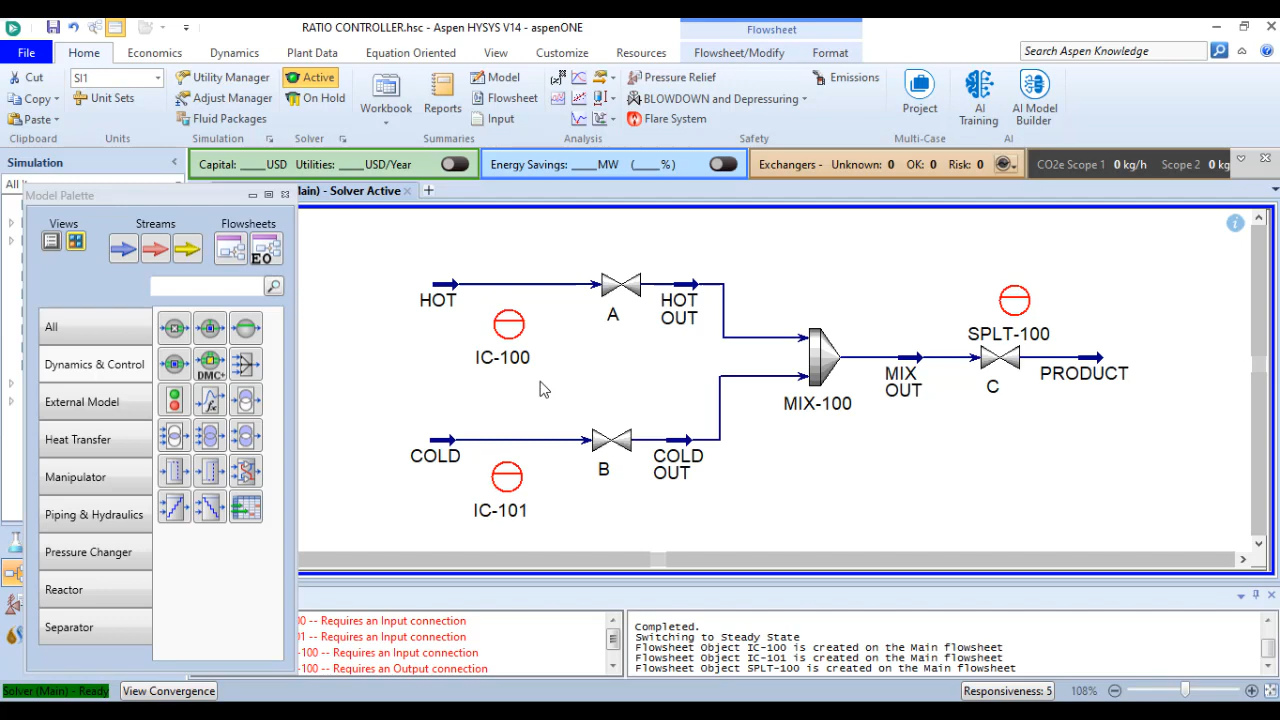 RATIO CONTROLLER.hsc - Aspen HYSYS V14 - aspenONE
Flowsheet
File Home Economics Dynamics Plant Data Equation Oriented View Customize Resources Flowsheet/Modify Format
Search Aspen Knowledge
Cut SI1 Utility Manager Active Model Pressure Relief Emissions
Copy Unit Sets Adjust Manager On Hold Workbook Reports Flowsheet BLOWDOWN and Depressuring Project AI Training AI Model Builder
Paste Fluid Packages Input Flare System
Clipboard Units Simulation Solver Summaries Analysis Safety Multi-Case AI
Simulation Capital: ____USD Utilities: ____USD/Year Energy Savings: ____MW (____%) Exchangers - Unknown: 0 OK: 0 Risk: 0 CO2e Scope 1 0 kg/h Scope 2 0 kg
Model Palette
ain) - Solver Active
Views Streams Flowsheets
EO
All
Dynamics & Control
DMC+
External Model
Heat Transfer
Manipulator
Piping & Hydraulics
Pressure Changer
Reactor
Separator
HOT
A
HOT
OUT
IC-100
SPLT-100
MIX
OUT
PRODUCT
C
MIX-100
COLD
B
COLD
OUT
IC-101
00 -- Requires an Input connection
01 -- Requires an Input connection
-100 -- Requires an Input connection
-100 -- Requires an Output connection
Completed.
Switching to Steady State
Flowsheet Object IC-100 is created on the Main flowsheet
Flowsheet Object IC-101 is created on the Main flowsheet
Flowsheet Object SPLT-100 is created on the Main flowsheet
Solver (Main) - Ready View Convergence Responsiveness: 5 108%